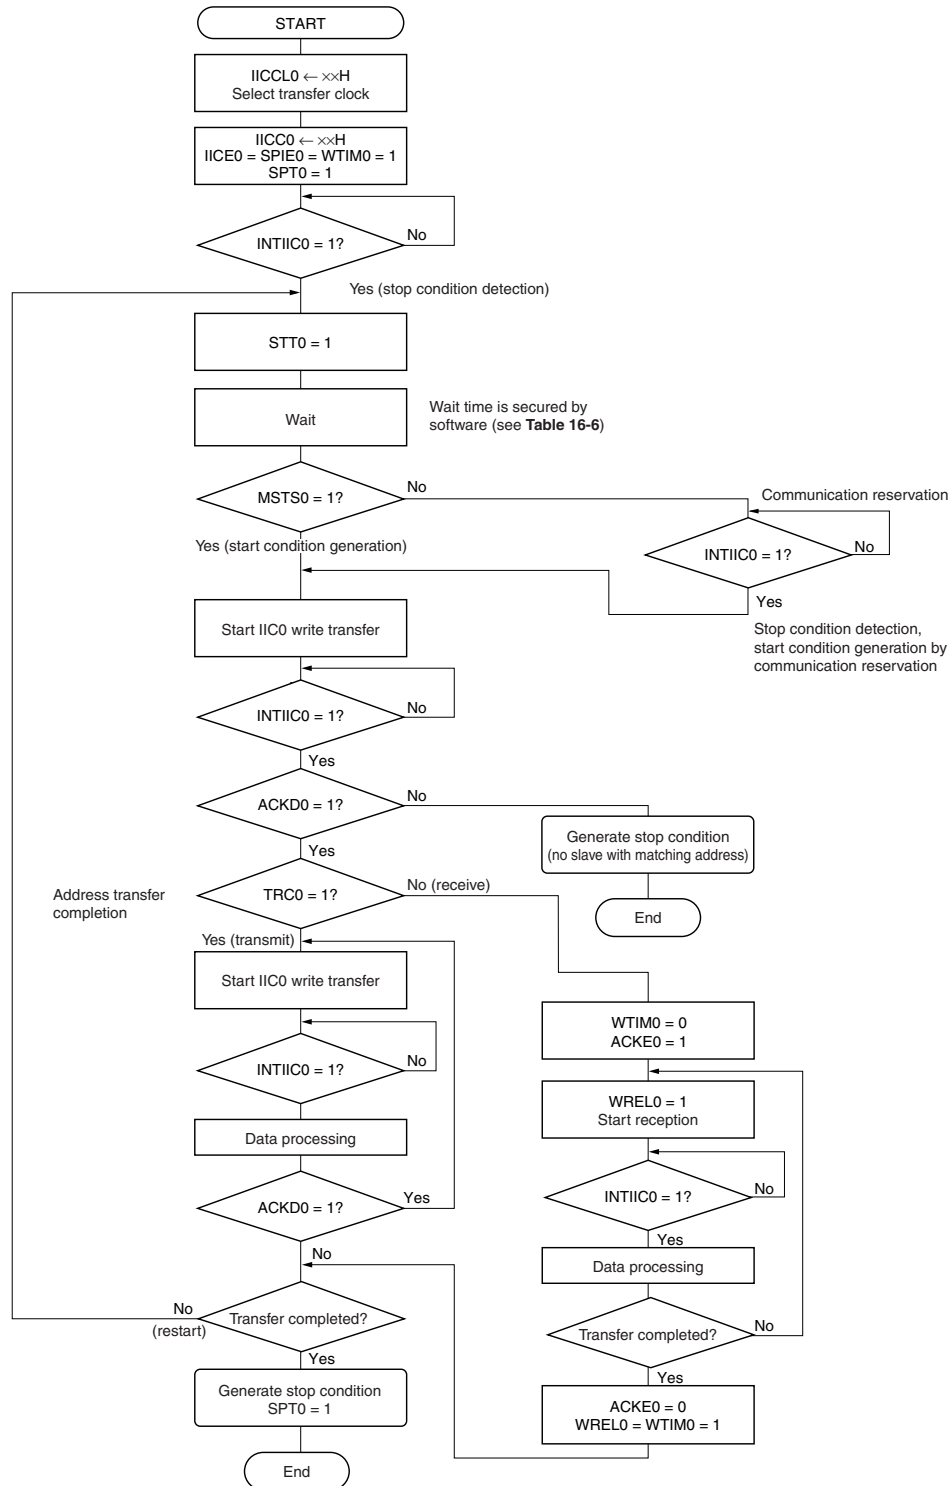 START
IICCL0 ← ××H
Select transfer clock
IICC0 ← ××H
IICE0 = SPIE0 = WTIM0 = 1
SPT0 = 1
INTIIC0 = 1?
No
Yes (stop condition detection)
STT0 = 1
Wait
Wait time is secured by
software (see Table 16-6)
MSTS0 = 1?
No
Communication reservation
Yes (start condition generation)
INTIIC0 = 1?
No
Yes
Stop condition detection,
start condition generation by
communication reservation
Start IIC0 write transfer
INTIIC0 = 1?
No
Yes
ACKD0 = 1?
No
Generate stop condition
(no slave with matching address)
End
Yes
Address transfer
completion
TRC0 = 1?
No (receive)
Yes (transmit)
Start IIC0 write transfer
INTIIC0 = 1?
No
Data processing
ACKD0 = 1?
Yes
No
WTIM0 = 0
ACKE0 = 1
WREL0 = 1
Start reception
INTIIC0 = 1?
No
Yes
Data processing
Transfer completed?
No
Yes
ACKE0 = 0
WREL0 = WTIM0 = 1
Transfer completed?
No
(restart)
Yes
Generate stop condition
SPT0 = 1
End